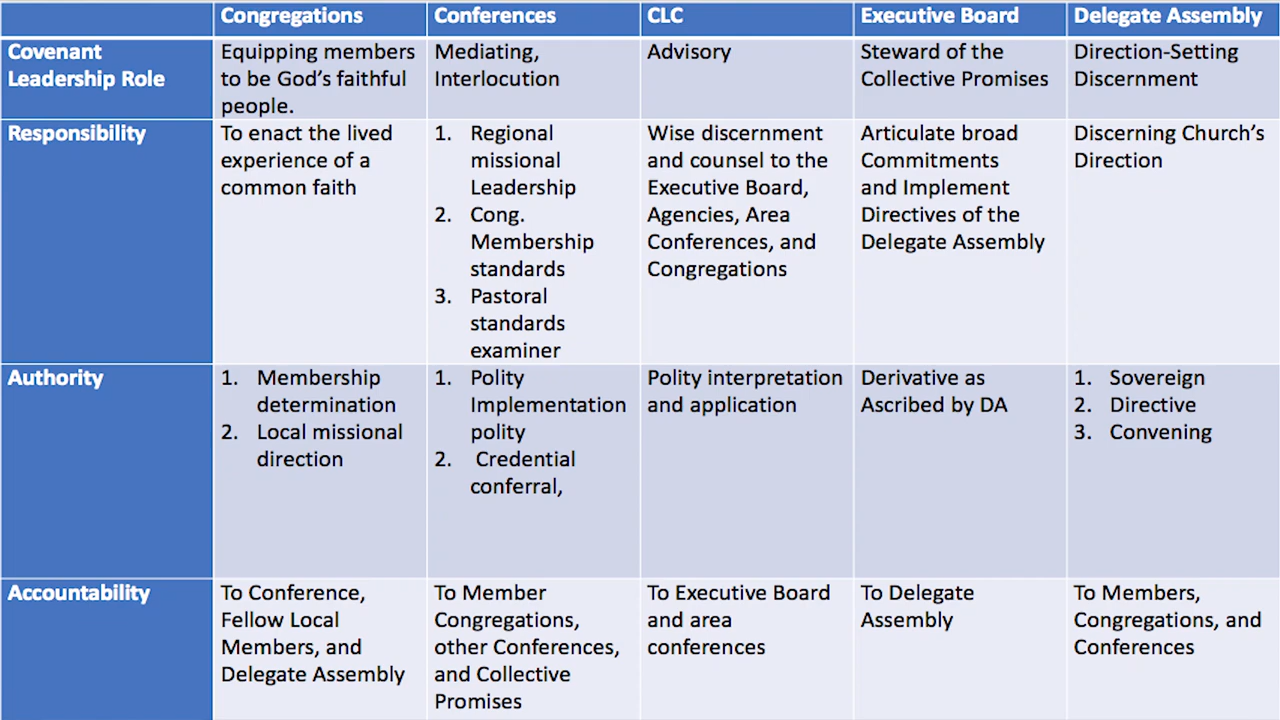 Congregations
Conferences
CLC
Executive Board
Delegate Assembly
Covenant
Leadership Role
Equipping members
to be God's faithful
people.
Mediating,
Interlocution
Advisory
Steward of the
Collective Promises
Direction-Setting
Discernment
Responsibility
To enact the lived
experience of a
common faith
1. Regional
missional
Leadership
2. Cong.
Membership
standards
3. Pastoral
standards
examiner
Wise discernment
and counsel to the
Executive Board,
Agencies, Area
Conferences, and
Congregations
Articulate broad
Commitments
and Implement
Directives of the
Delegate Assembly
Discerning Church's
Direction
Authority
1. Membership
determination
2. Local missional
direction
1. Polity
Implementation
polity
2. Credential
conferral,
Polity interpretation
and application
Derivative as
Ascribed by DA
1. Sovereign
2. Directive
3. Convening
Accountability
To Conference,
Fellow Local
Members, and
Delegate Assembly
To Member
Congregations,
other Conferences,
and Collective
Promises
To Executive Board
and area
conferences
To Delegate
Assembly
To Members,
Congregations, and
Conferences